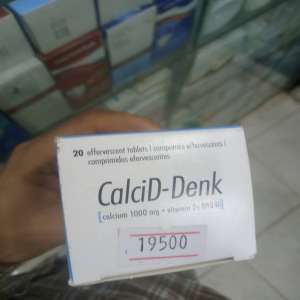 20 effervescent tablets | comprimés effervescents |
comprimidos efervescentes
CalciD-Denk
calcium 1000 mg + vitamin D₃ 880 IU
19500